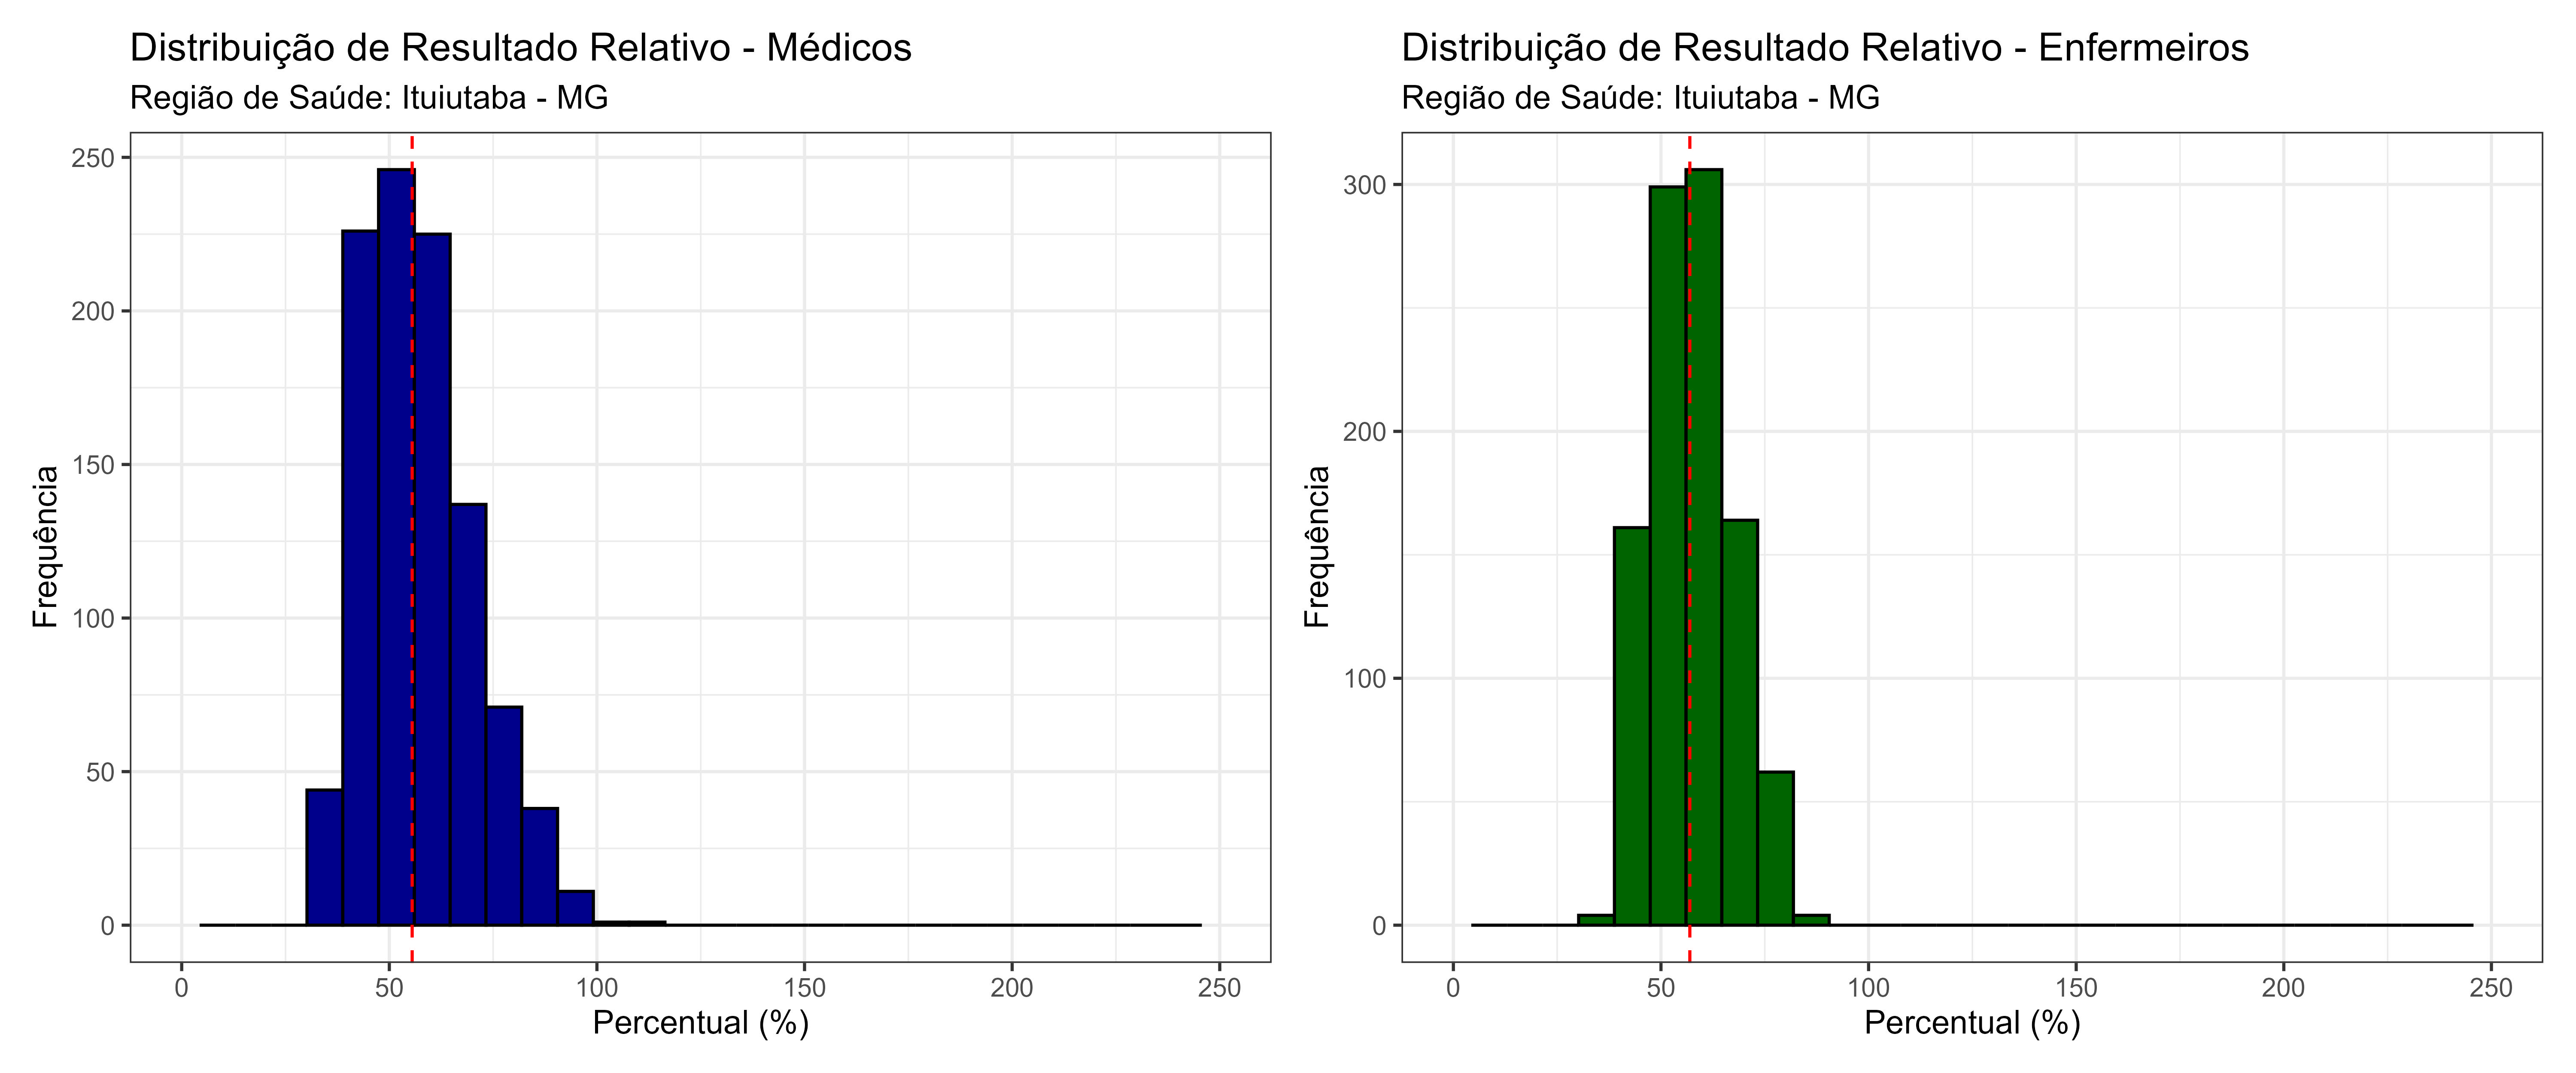 Distribuição de Resultado Relativo - Médicos
Região de Saúde: Ituiutaba - MG
250
200
150
100
50
0
Frequência
0 50 100 150 200 250
Percentual (%)
Distribuição de Resultado Relativo - Enfermeiros
Região de Saúde: Ituiutaba - MG
300
200
100
0
Frequência
0 50 100 150 200 250
Percentual (%)